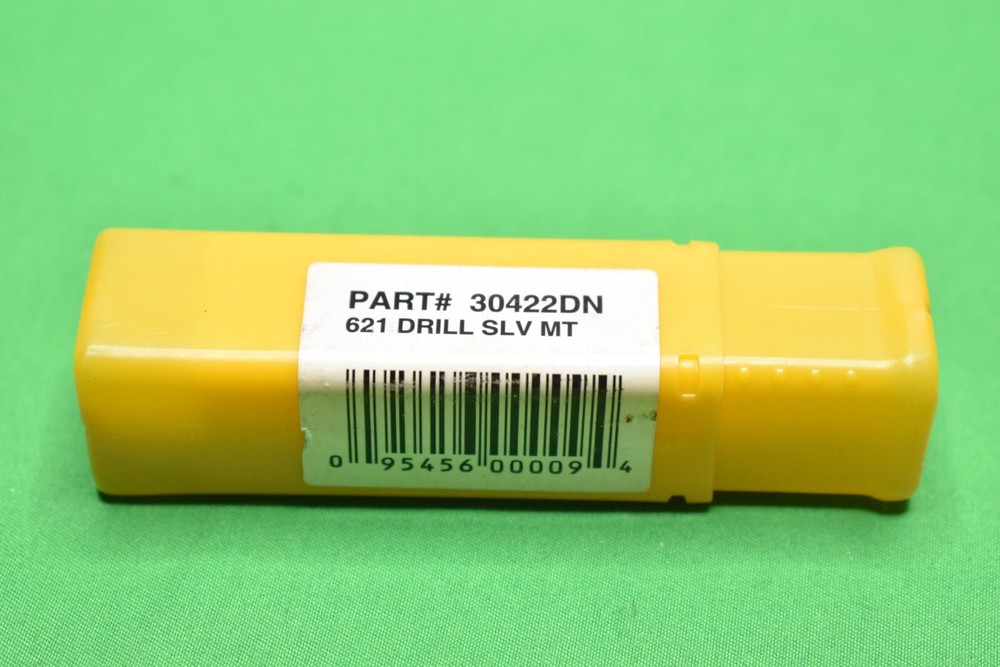 PART# 30422DN
621 DRILL SLV MT
0 95456 00009 4